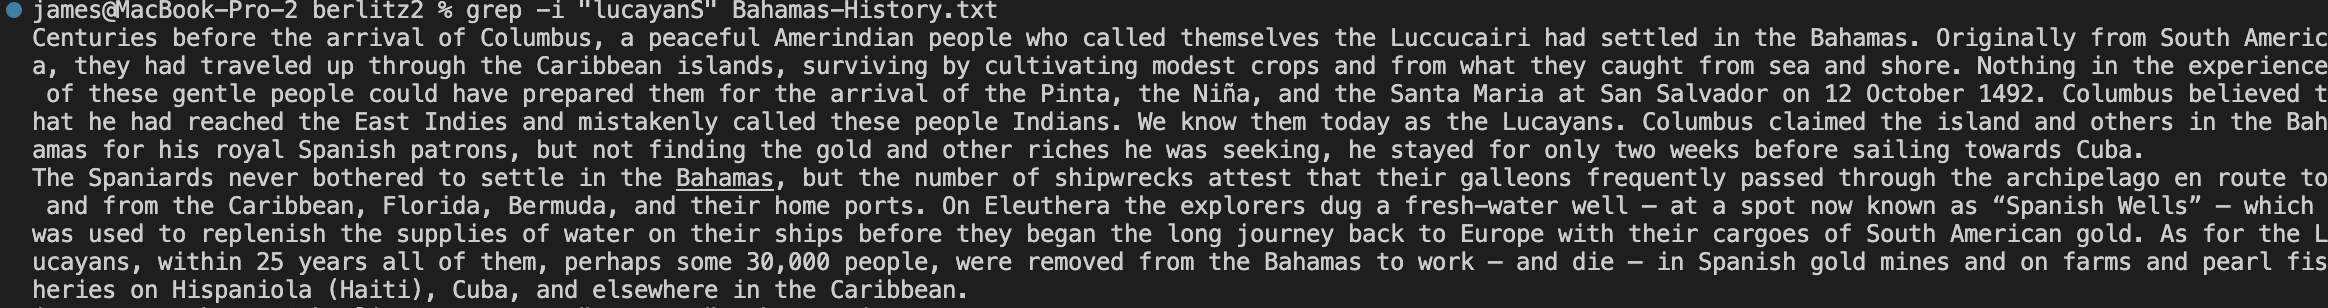 james@MacBook-Pro-2 berlitz2 % grep -i "lucayanS" Bahamas-History.txt
Centuries before the arrival of Columbus, a peaceful Amerindian people who called themselves the Luccucairi had settled in the Bahamas. Originally from South Americ
a, they had traveled up through the Caribbean islands, surviving by cultivating modest crops and from what they caught from sea and shore. Nothing in the experience
of these gentle people could have prepared them for the arrival of the Pinta, the Niña, and the Santa Maria at San Salvador on 12 October 1492. Columbus believed t
hat he had reached the East Indies and mistakenly called these people Indians. We know them today as the Lucayans. Columbus claimed the island and others in the Bah
amas for his royal Spanish patrons, but not finding the gold and other riches he was seeking, he stayed for only two weeks before sailing towards Cuba.
The Spaniards never bothered to settle in the Bahamas, but the number of shipwrecks attest that their galleons frequently passed through the archipelago en route to
and from the Caribbean, Florida, Bermuda, and their home ports. On Eleuthera the explorers dug a fresh-water well — at a spot now known as “Spanish Wells” — which
was used to replenish the supplies of water on their ships before they began the long journey back to Europe with their cargoes of South American gold. As for the L
ucayans, within 25 years all of them, perhaps some 30,000 people, were removed from the Bahamas to work — and die — in Spanish gold mines and on farms and pearl fis
heries on Hispaniola (Haiti), Cuba, and elsewhere in the Caribbean.